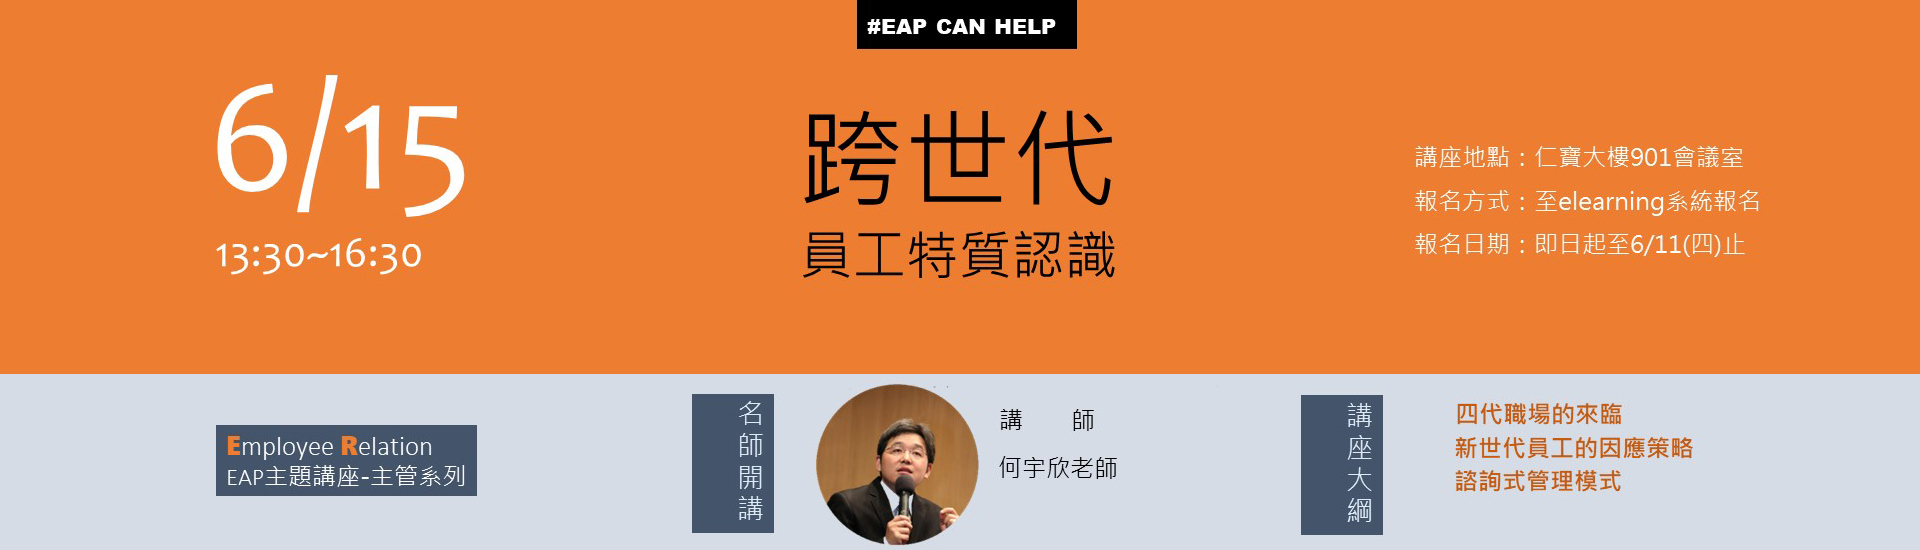 #EAP CAN HELP
6/15
13:30~16:30
跨世代
員工特質認識
講座地點：仁寶大樓901會議室
報名方式：至elearning系統報名
報名日期：即日起至6/11(四)止
Employee Relation
EAP主題講座-主管系列
名師開講
講　　師
何宇欣老師
講座大綱
四代職場的來臨
新世代員工的因應策略
諮詢式管理模式